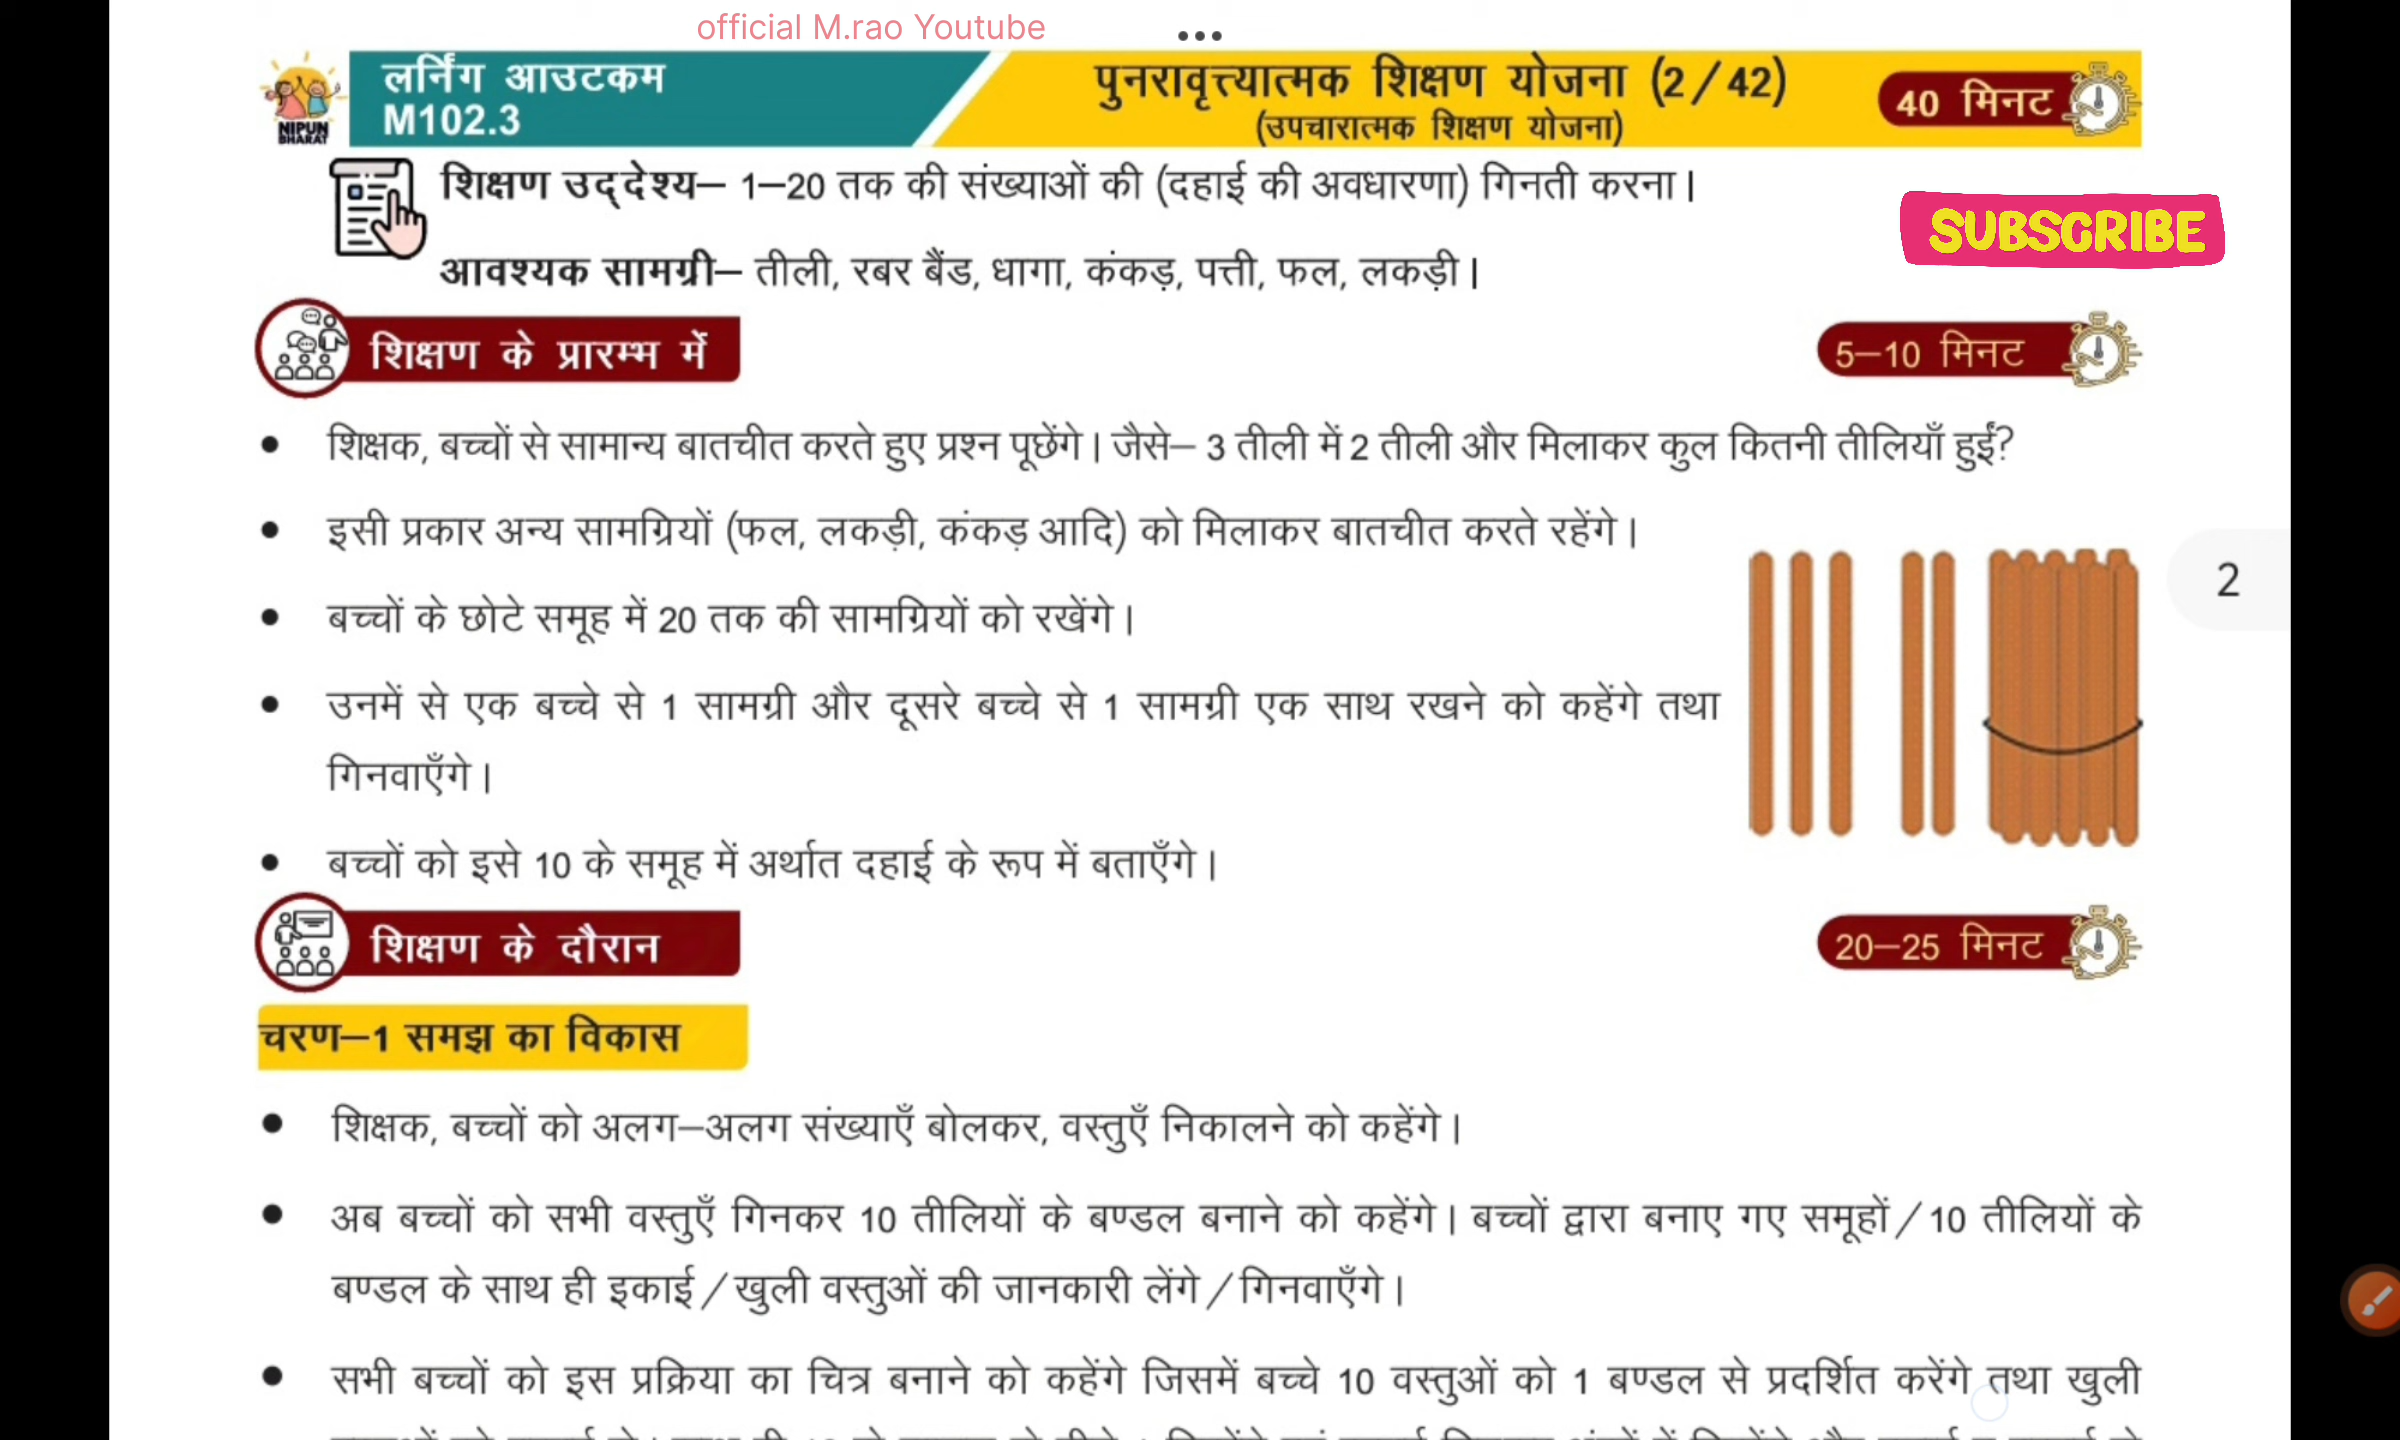 official M.rao Youtube
लर्निंग आउटकम
M102.3
पुनरावृत्त्यात्मक शिक्षण योजना (2/42)
(उपचारात्मक शिक्षण योजना)
40 मिनट
NIPUN
BHARAT
शिक्षण उद्देश्य– 1–20 तक की संख्याओं की (दहाई की अवधारणा) गिनती करना।
SUBSCRIBE
आवश्यक सामग्री– तीली, रबर बैंड, धागा, कंकड़, पत्ती, फल, लकड़ी।
शिक्षण के प्रारम्भ में
5–10 मिनट
• शिक्षक, बच्चों से सामान्य बातचीत करते हुए प्रश्न पूछेंगे। जैसे– 3 तीली में 2 तीली और मिलाकर कुल कितनी तीलियाँ हुईं?
• इसी प्रकार अन्य सामग्रियों (फल, लकड़ी, कंकड़ आदि) को मिलाकर बातचीत करते रहेंगे।
2
• बच्चों के छोटे समूह में 20 तक की सामग्रियों को रखेंगे।
• उनमें से एक बच्चे से 1 सामग्री और दूसरे बच्चे से 1 सामग्री एक साथ रखने को कहेंगे तथा
गिनवाएँगे।
• बच्चों को इसे 10 के समूह में अर्थात दहाई के रूप में बताएँगे।
शिक्षण के दौरान
20–25 मिनट
चरण–1 समझ का विकास
• शिक्षक, बच्चों को अलग–अलग संख्याएँ बोलकर, वस्तुएँ निकालने को कहेंगे।
• अब बच्चों को सभी वस्तुएँ गिनकर 10 तीलियों के बण्डल बनाने को कहेंगे। बच्चों द्वारा बनाए गए समूहों/10 तीलियों के
बण्डल के साथ ही इकाई/खुली वस्तुओं की जानकारी लेंगे/गिनवाएँगे।
• सभी बच्चों को इस प्रक्रिया का चित्र बनाने को कहेंगे जिसमें बच्चे 10 वस्तुओं को 1 बण्डल से प्रदर्शित करेंगे तथा खुली